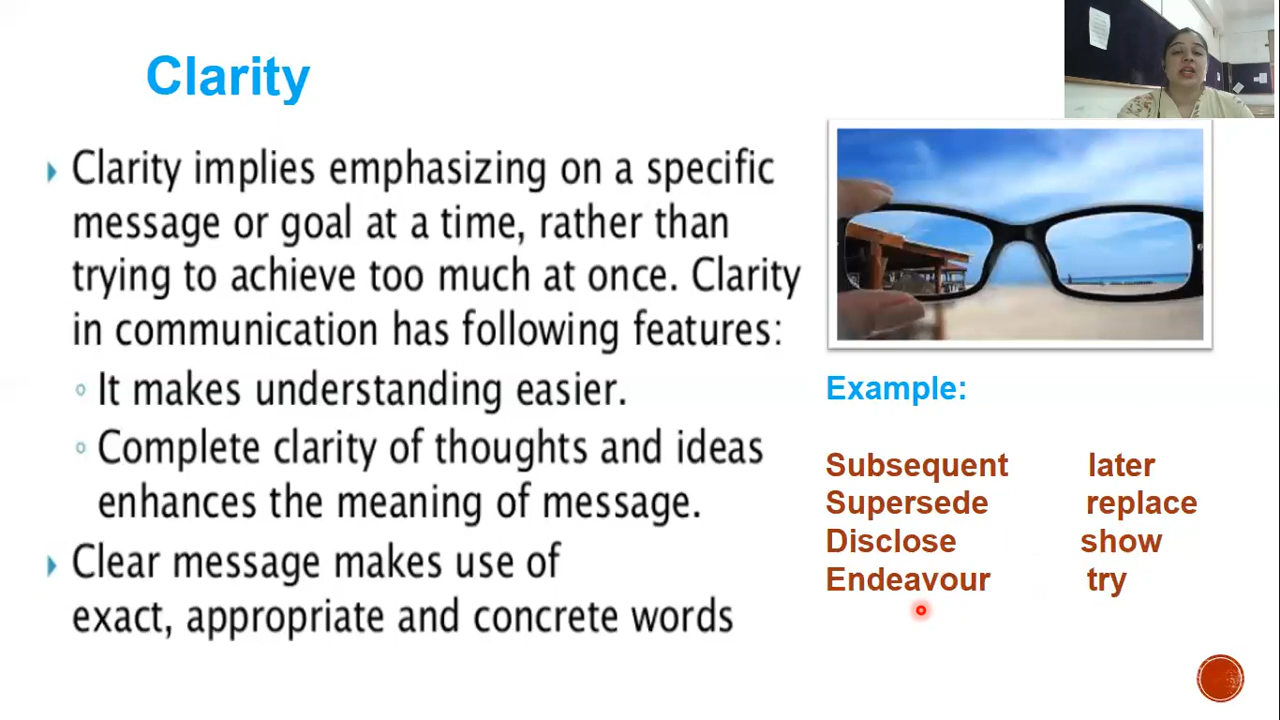 Clarity
Clarity implies emphasizing on a specific
message or goal at a time, rather than
trying to achieve too much at once. Clarity
in communication has following features:
It makes understanding easier.
Complete clarity of thoughts and ideas
enhances the meaning of message.
Clear message makes use of
exact, appropriate and concrete words
Example:
Subsequent later
Supersede replace
Disclose show
Endeavour try